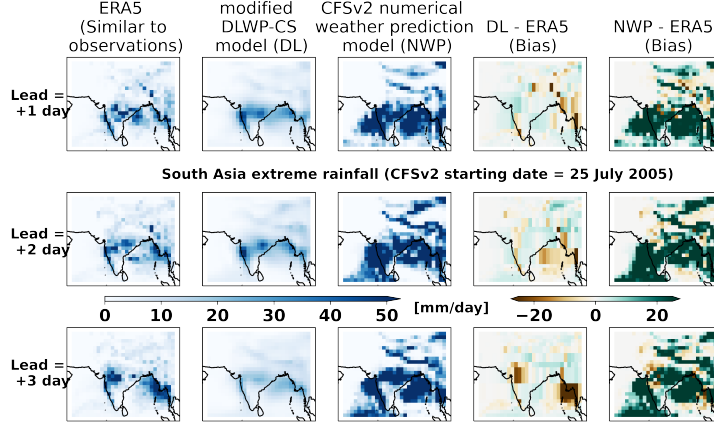 ERA5
(Similar to
observations)
modified
DLWP-CS
model (DL)
CFSv2 numerical
weather prediction
model (NWP)
DL - ERA5
(Bias)
NWP - ERA5
(Bias)
Lead =
+1 day
South Asia extreme rainfall (CFSv2 starting date = 25 July 2005)
Lead =
+2 day
0 10 20 30 40 50
[mm/day]
−20 0 20
Lead =
+3 day